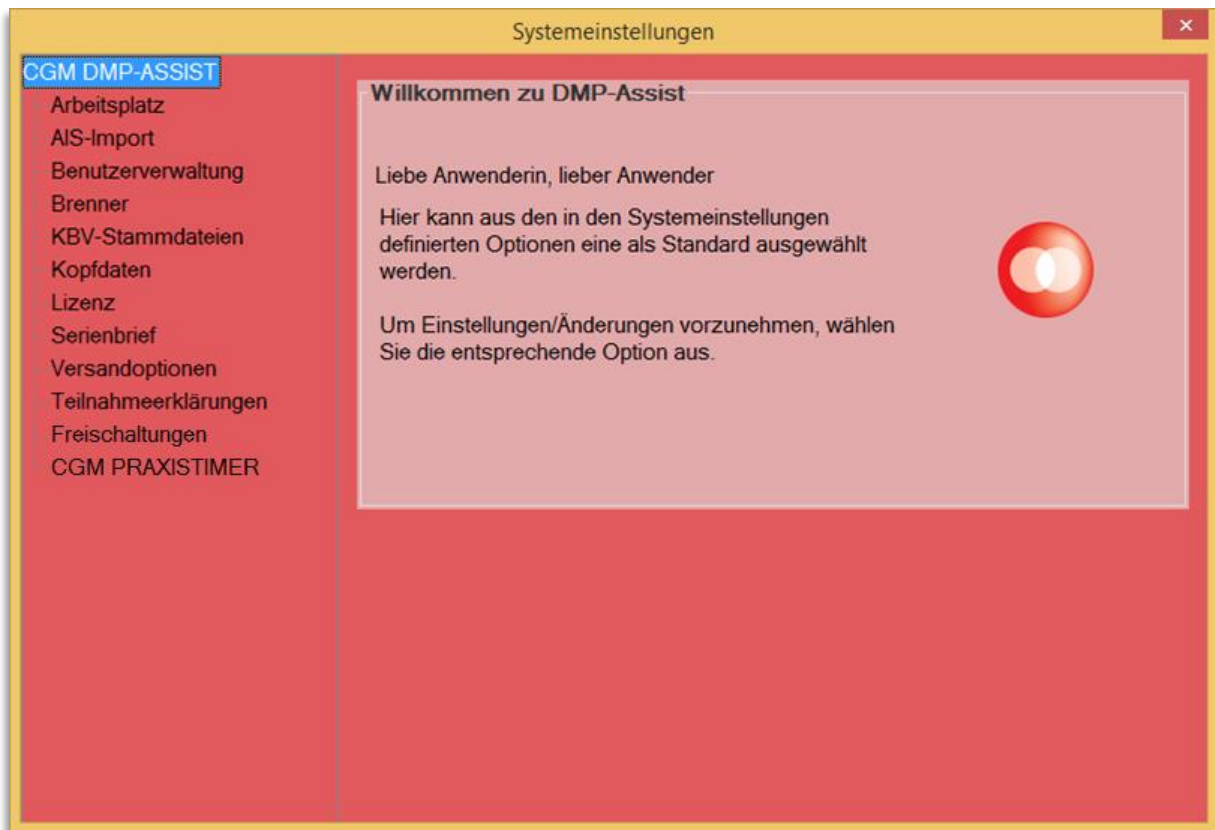 Systemeinstellungen
CGM DMP-ASSIST
Arbeitsplatz
AIS-Import
Benutzerverwaltung
Brenner
KBV-Stammdateien
Kopfdaten
Lizenz
Serienbrief
Versandoptionen
Teilnahmeerklärungen
Freischaltungen
CGM PRAXISTIMER
Willkommen zu DMP-Assist
Liebe Anwenderin, lieber Anwender
Hier kann aus den in den Systemeinstellungen
definierten Optionen eine als Standard ausgewählt
werden.
Um Einstellungen/Änderungen vorzunehmen, wählen
Sie die entsprechende Option aus.